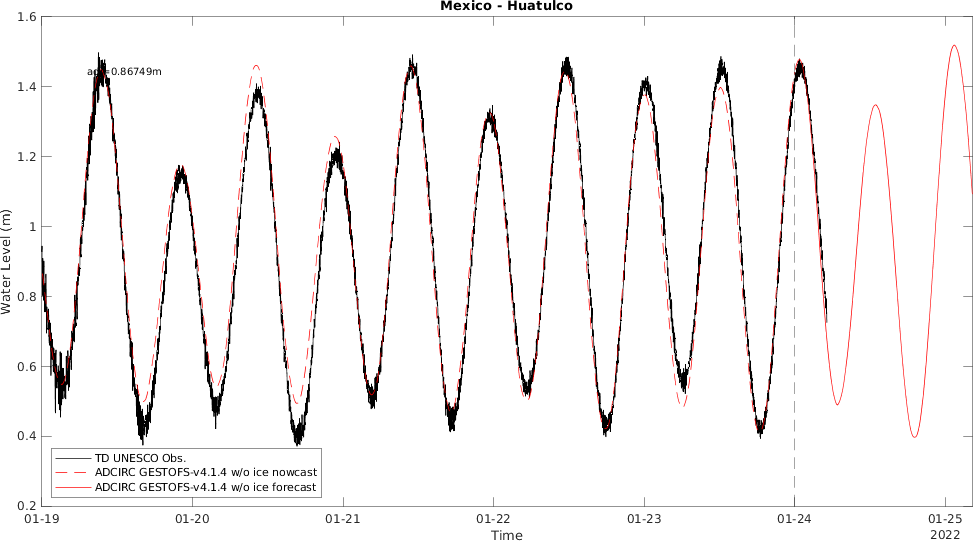 Mexico - Huatulco
Water Level (m)
1.6
1.4
1.2
1
0.8
0.6
0.4
0.2
=0.86749m
TD UNESCO Obs.
ADCIRC GESTOFS-v4.1.4 w/o ice nowcast
ADCIRC GESTOFS-v4.1.4 w/o ice forecast
01-19
01-20
01-21
01-22
01-23
01-24
01-25
Time
2022